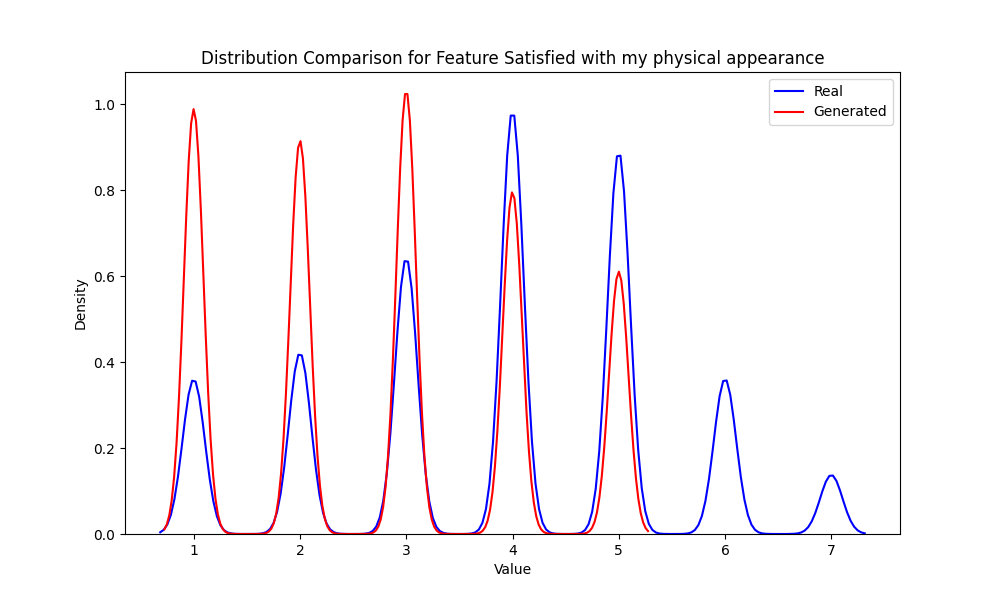 Distribution Comparison for Feature Satisfied with my physical appearance
Real
Generated
Density
1.0
0.8
0.6
0.4
0.2
0.0
1 2 3 4 5 6 7
Value